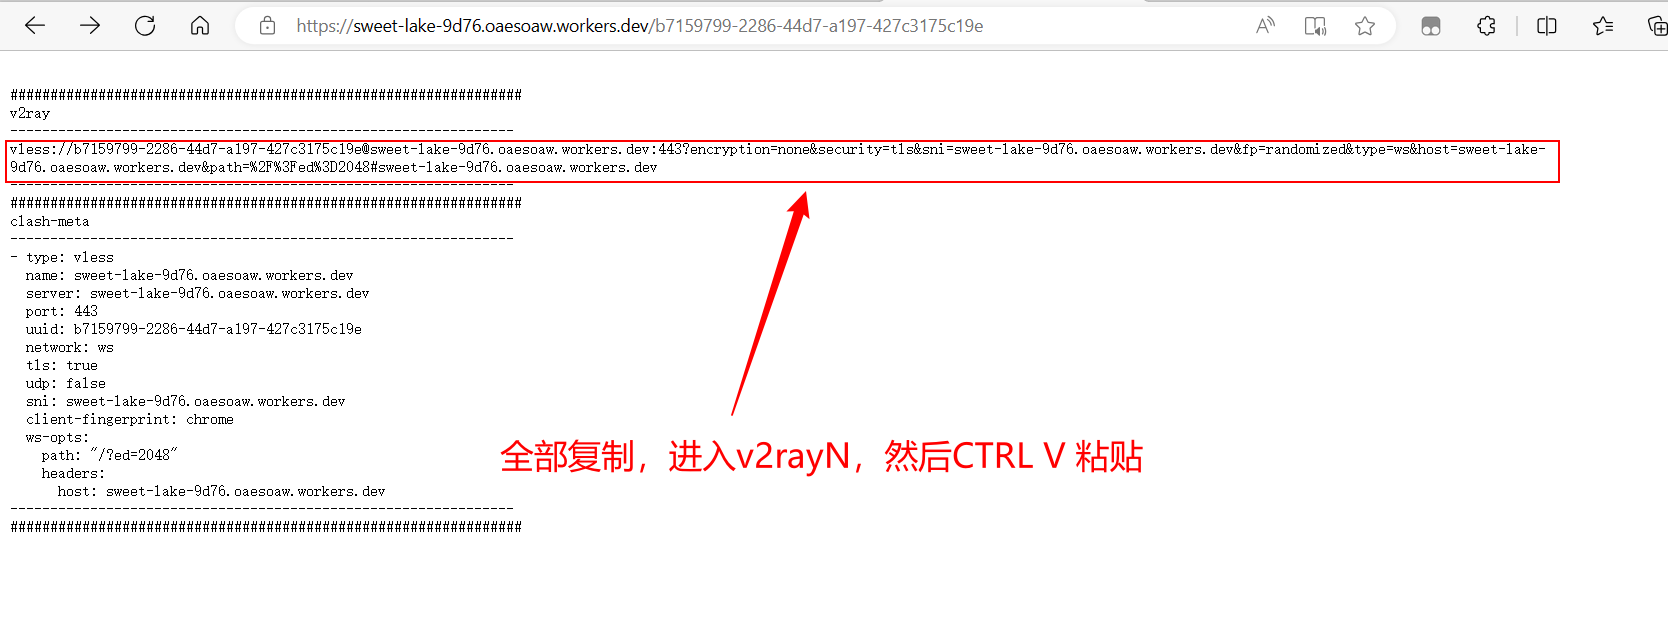 https://sweet-lake-9d76.oaesoaw.workers.dev/b7159799-2286-44d7-a197-427c3175c19e
################################################################
v2ray
---------------------------------------------------------------
vless://b7159799-2286-44d7-a197-427c3175c19e@sweet-lake-9d76.oaesoaw.workers.dev:443?encryption=none&security=tls&sni=sweet-lake-9d76.oaesoaw.workers.dev&fp=randomized&type=ws&host=sweet-lake-
9d76.oaesoaw.workers.dev&path=%2F%3Fed%3D2048#sweet-lake-9d76.oaesoaw.workers.dev
---------------------------------------------------------------
################################################################
clash-meta
---------------------------------------------------------------
- type: vless
  name: sweet-lake-9d76.oaesoaw.workers.dev
  server: sweet-lake-9d76.oaesoaw.workers.dev
  port: 443
  uuid: b7159799-2286-44d7-a197-427c3175c19e
  network: ws
  tls: true
  udp: false
  sni: sweet-lake-9d76.oaesoaw.workers.dev
  client-fingerprint: chrome
  ws-opts:
    path: "/?ed=2048"
    headers:
      host: sweet-lake-9d76.oaesoaw.workers.dev
---------------------------------------------------------------
################################################################
全部复制，进入v2rayN，然后CTRL V 粘贴